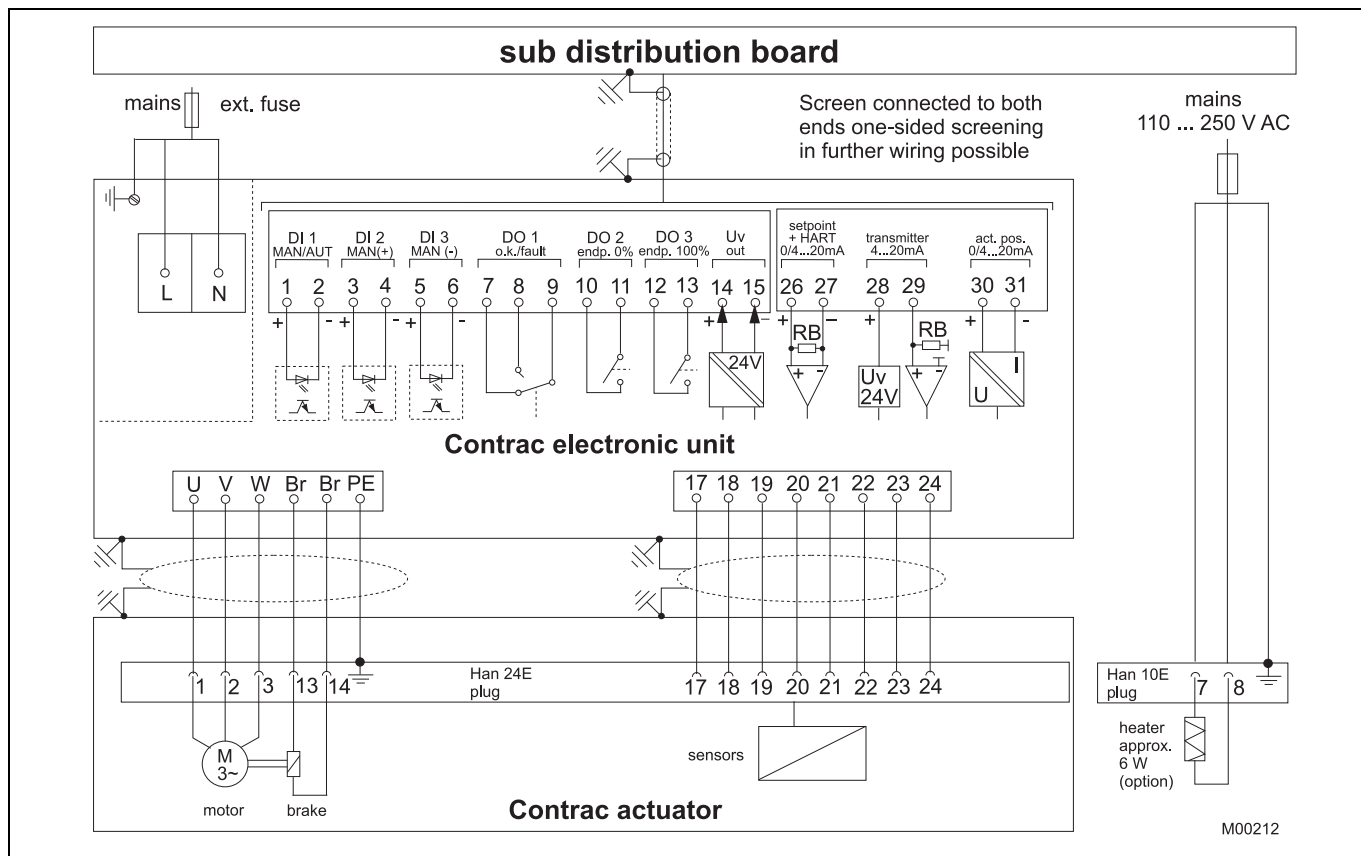 sub distribution board
mains ext. fuse
Screen connected to both
ends one-sided screening
in further wiring possible
mains
110 ... 250 V AC
L N
DI 1 DI 2 DI 3 DO 1 DO 2 DO 3 Uv
MAN/AUT MAN(+) MAN (-) o.k./fault endp. 0% endp. 100% out
setpoint
+ HART transmitter act. pos.
0/4...20mA 4...20mA 0/4...20mA
1 2 3 4 5 6 7 8 9 10 11 12 13 14 15 26 27 28 29 30 31
+ - + - + - + – + – + + -
RB RB
24V + - Uv + - I
24V U
Contrac electronic unit
U V W Br Br PE
17 18 19 20 21 22 23 24
Han 24E
plug
1 2 3 13 14
17 18 19 20 21 22 23 24
M
3~
motor brake
sensors
Contrac actuator
Han 10E
plug
7 8
heater
approx.
6 W
(option)
M00212